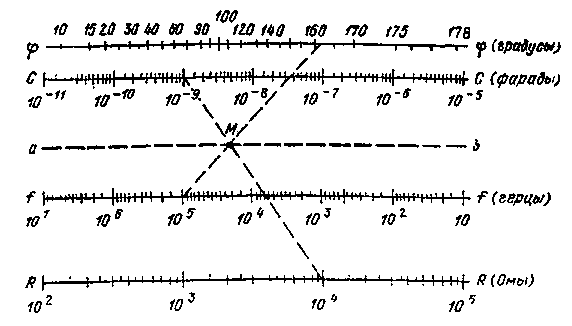 10 15 20 30 40 60 80 90 100 120 140 160 170 175 178
φ φ (градусы)
C C (фарады)
10⁻¹¹ 10⁻¹⁰ 10⁻⁹ 10⁻⁸ 10⁻⁷ 10⁻⁶ 10⁻⁵
M
a b
f f (герцы)
10⁷ 10⁶ 10⁵ 10⁴ 10³ 10² 10
R R (Омы)
10² 10³ 10⁴ 10⁵